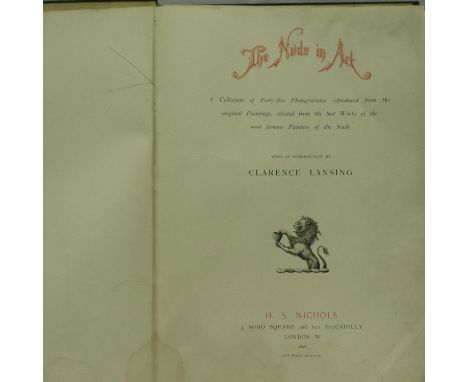 The Nude in Art
A Collection of Forty-five Photogravures reproduced from the
original Paintings, selected from the best Works of the
most famous Painters of the Nude
WITH AN INTRODUCTION BY
CLARENCE LANSING
H. S. NICHOLS
3 SOHO SQUARE and 62A PICCADILLY
LONDON W